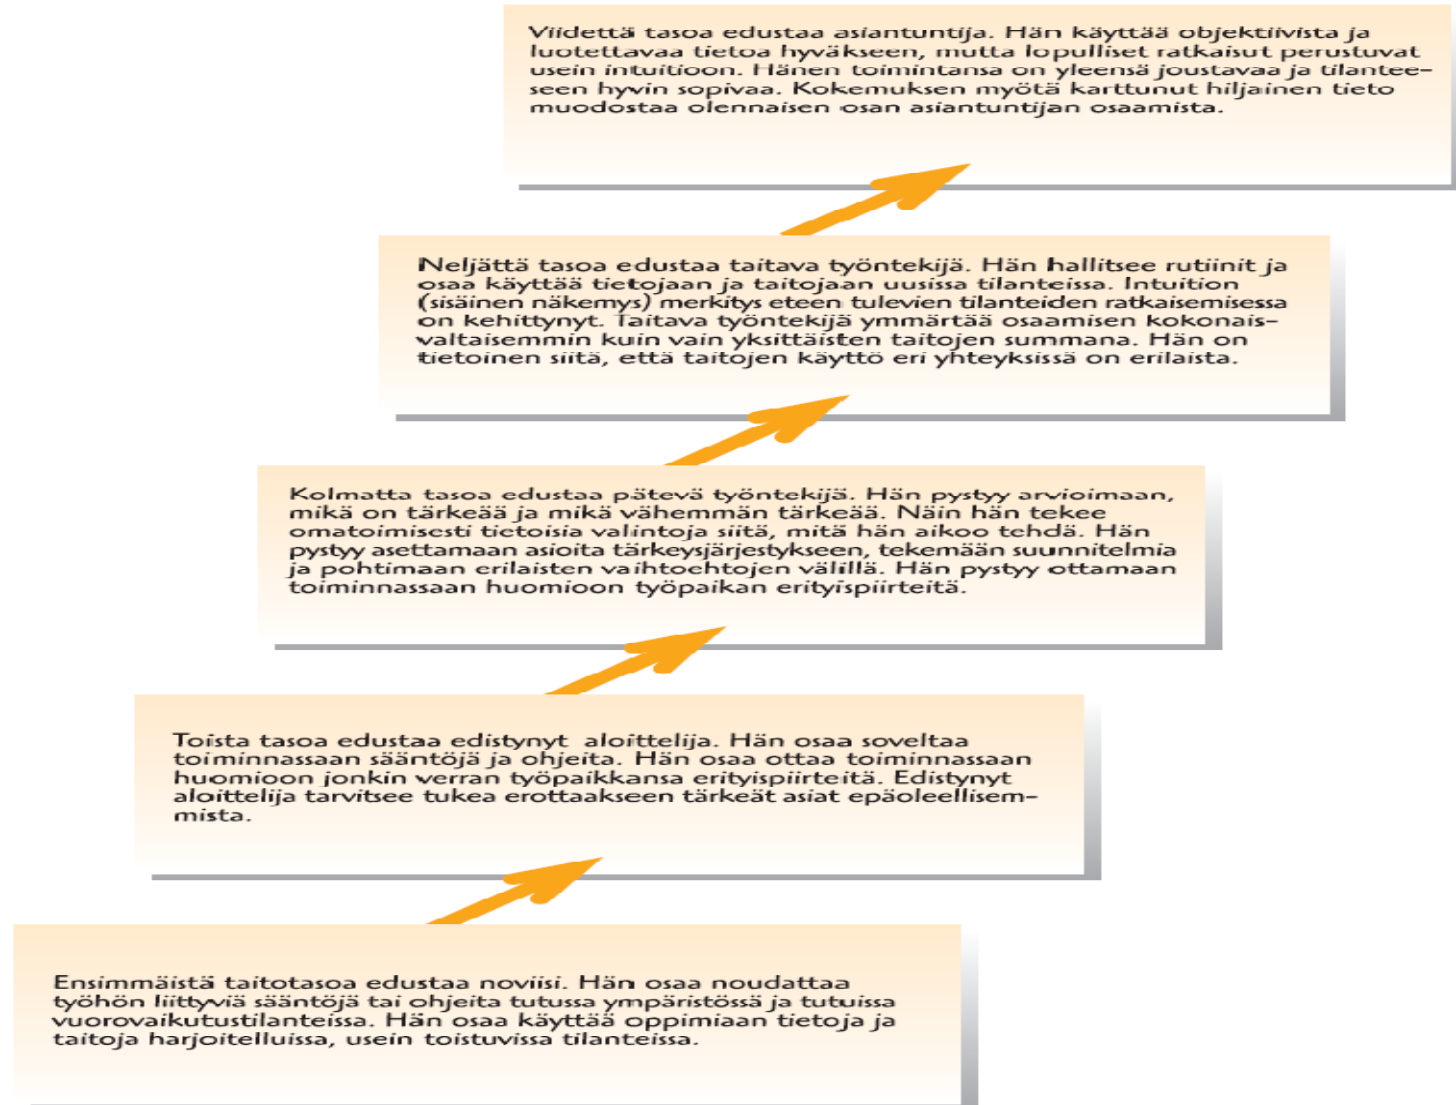 Viidettä tasoa edustaa asiantuntija. Hän käyttää objektiivista ja
luotettavaa tietoa hyväkseen, mutta lopulliset ratkaisut perustuvat
usein intuitioon. Hänen toimintansa on yleensä joustavaa ja tilantee-
seen hyvin sopivaa. Kokemuksen myötä karttunut hiljainen tieto
muodostaa olennaisen osan asiantuntijan osaamista.
Neljättä tasoa edustaa taitava työntekijä. Hän hallitsee rutiinit ja
osaa käyttää tietojaan ja taitojaan uusissa tilanteissa. Intuition
(sisäinen näkemys) merkitys eteen tulevien tilanteiden ratkaisemisessa
on kehittynyt. Taitava työntekijä ymmärtää osaamisen kokonais-
valtaisemmin kuin vain yksittäisten taitojen summana. Hän on
tietoinen siitä, että taitojen käyttö eri yhteyksissä on erilaista.
Kolmatta tasoa edustaa pätevä työntekijä. Hän pystyy arvioimaan,
mikä on tärkeää ja mikä vähemmän tärkeää. Näin hän tekee
omatoimisesti tietoisia valintoja siitä, mitä hän aikoo tehdä. Hän
pystyy asettamaan asioita tärkeysjärjestykseen, tekemään suunnitelmia
ja pohtimaan erilaisten vaihtoehtojen välillä. Hän pystyy ottamaan
toiminnassaan huomioon työpaikan erityispiirteitä.
Toista tasoa edustaa edistynyt aloittelija. Hän osaa soveltaa
toiminnassaan sääntöjä ja ohjeita. Hän osaa ottaa toiminnassaan
huomioon jonkin verran työpaikkansa erityispiirteitä. Edistynyt
aloittelija tarvitsee tukea erottaakseen tärkeät asiat epäoleellisem-
mista.
Ensimmäistä taitotasoa edustaa noviisi. Hän osaa noudattaa
työhön liittyviä sääntöjä tai ohjeita tutussa ympäristössä ja tutuissa
vuorovaikutustilanteissa. Hän osaa käyttää oppimiaan tietoja ja
taitoja harjoitelluissa, usein toistuvissa tilanteissa.